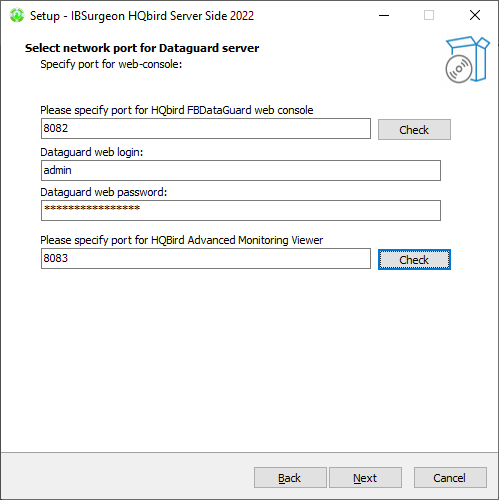 Setup - IBSurgeon HQbird Server Side 2022
Select network port for Dataguard server
Specify port for web-console:
Please specify port for HQbird FBDataGuard web console
8082
Check
Dataguard web login:
admin
Dataguard web password:
****************
Please specify port for HQBird Advanced Monitoring Viewer
8083
Check
Back
Next
Cancel